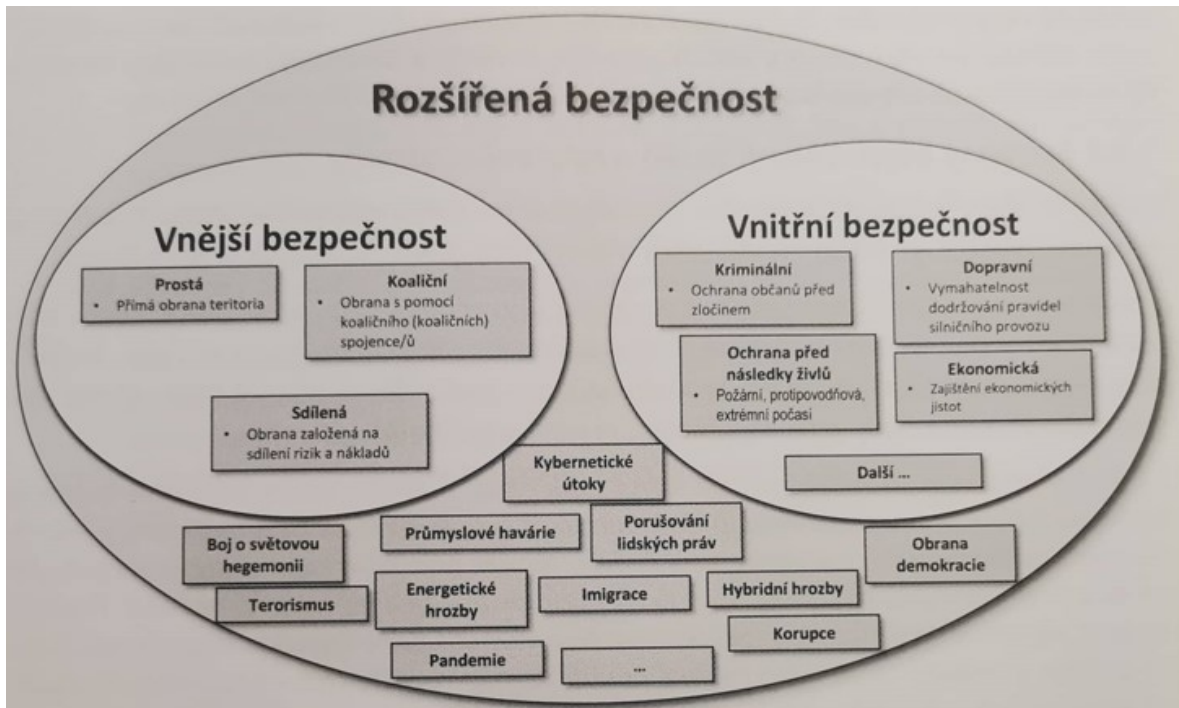 Rozšířená bezpečnost
Vnější bezpečnost
Prostá
• Přímá obrana teritoria
Koaliční
• Obrana s pomocí
koaličního (koaličních)
spojence/ů
Sdílená
• Obrana založená na
sdílení rizik a nákladů
Vnitřní bezpečnost
Kriminální
• Ochrana občanů před
zločinem
Dopravní
• Vymahatelnost
dodržování pravidel
silničního provozu
Ochrana před
následky živlů
• Požární, protipovodňová,
extrémní počasí
Ekonomická
• Zajištění ekonomických
jistot
Další ...
Kybernetické
útoky
Boj o světovou
hegemonii
Průmyslové havárie
Porušování
lidských práv
Obrana
demokracie
Terorismus
Energetické
hrozby
Imigrace
Hybridní hrozby
Korupce
Pandemie
...